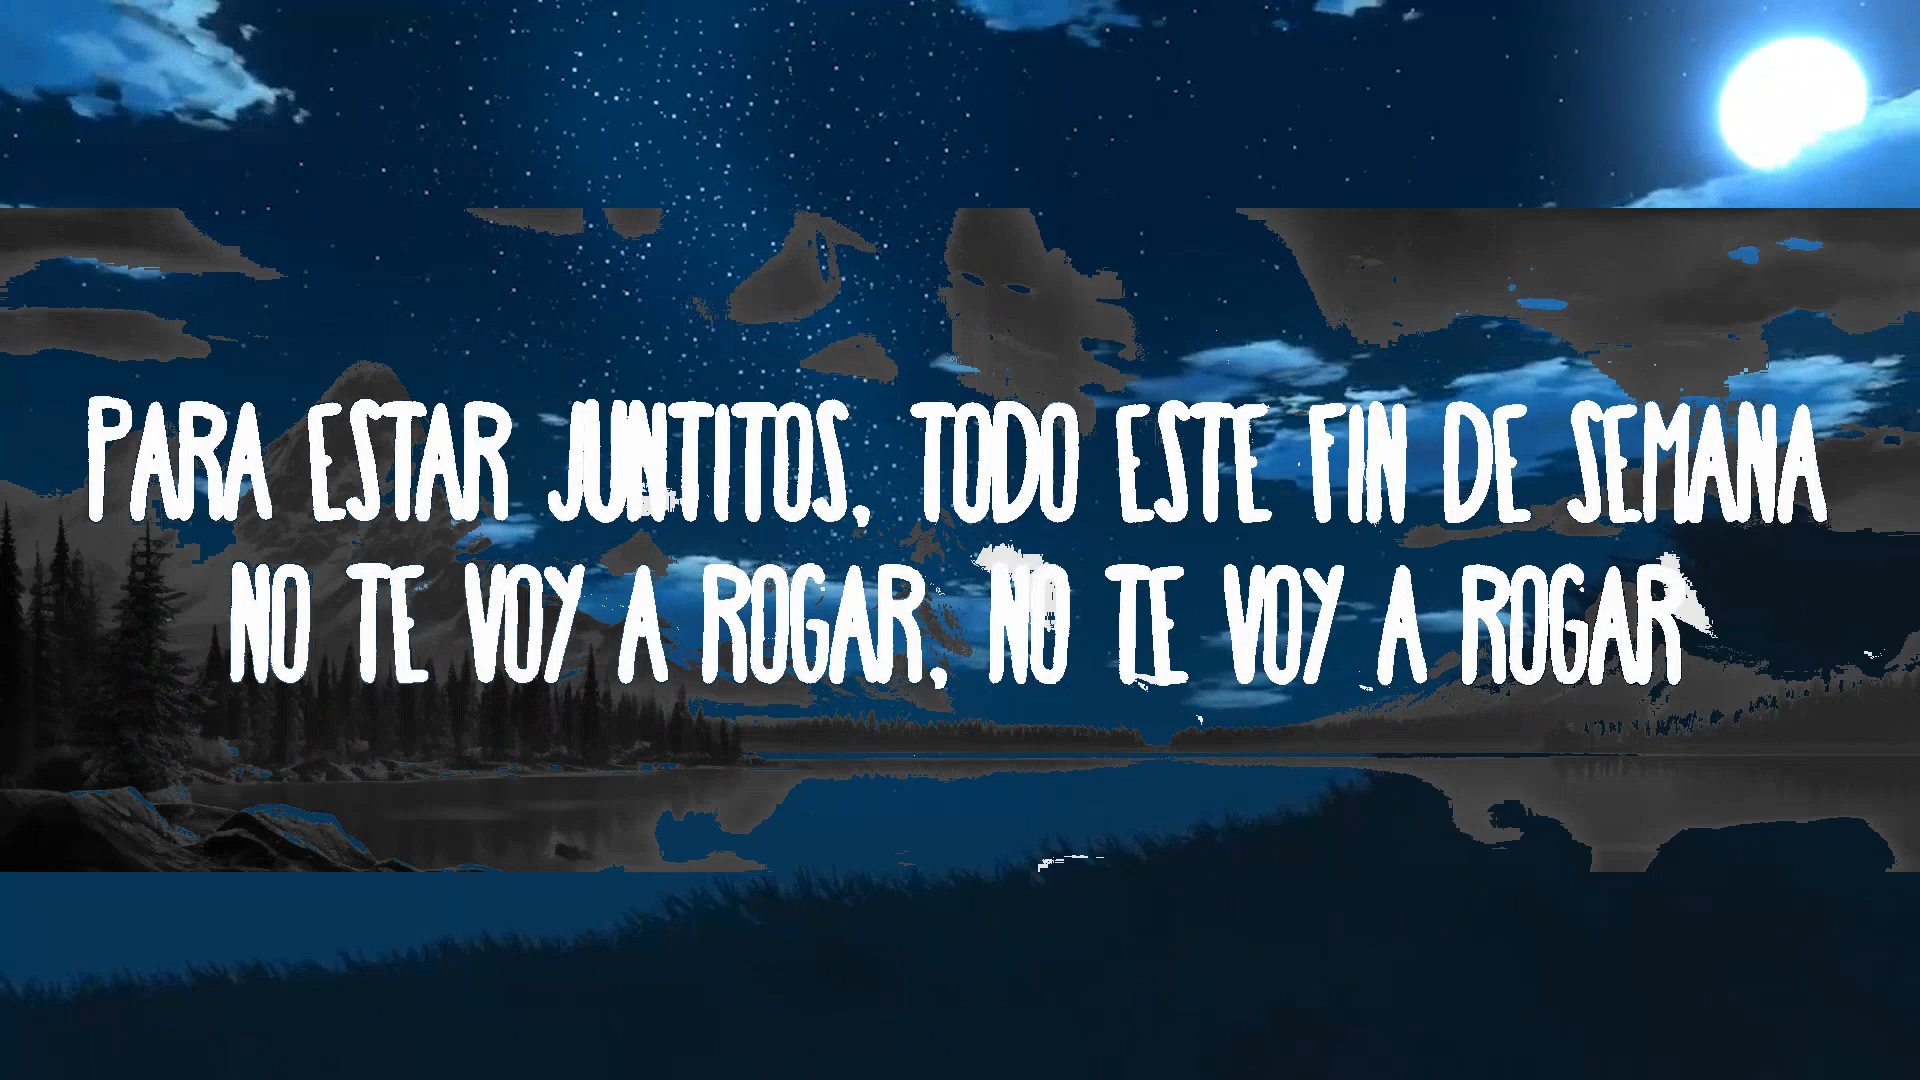 PARA ESTAR JUNTITOS, TODO ESTE FIN DE SEMANA
NO TE VOY A ROGAR, NO TE VOY A ROGAR